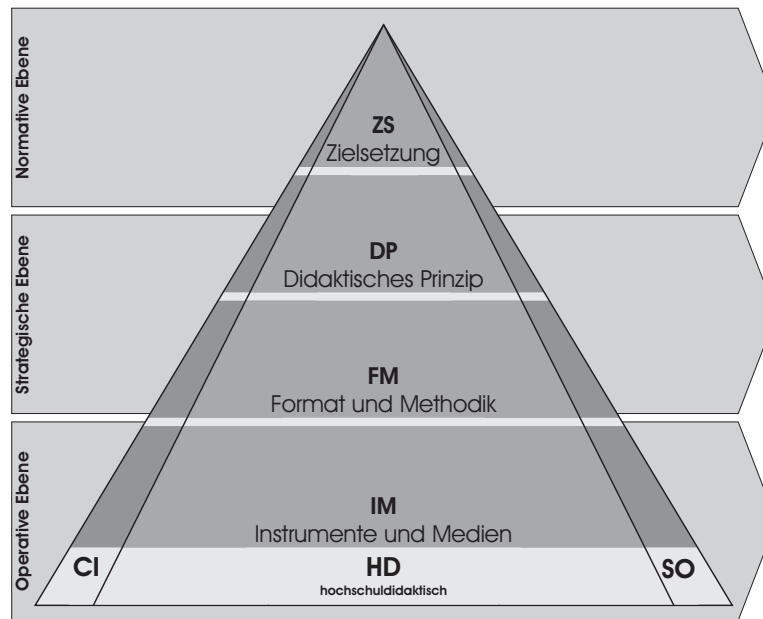 Normative Ebene
ZS
Zielsetzung
Strategische Ebene
DP
Didaktisches Prinzip
FM
Format und Methodik
Operative Ebene
IM
Instrumente und Medien
CI
HD
SO
hochschuldidaktisch